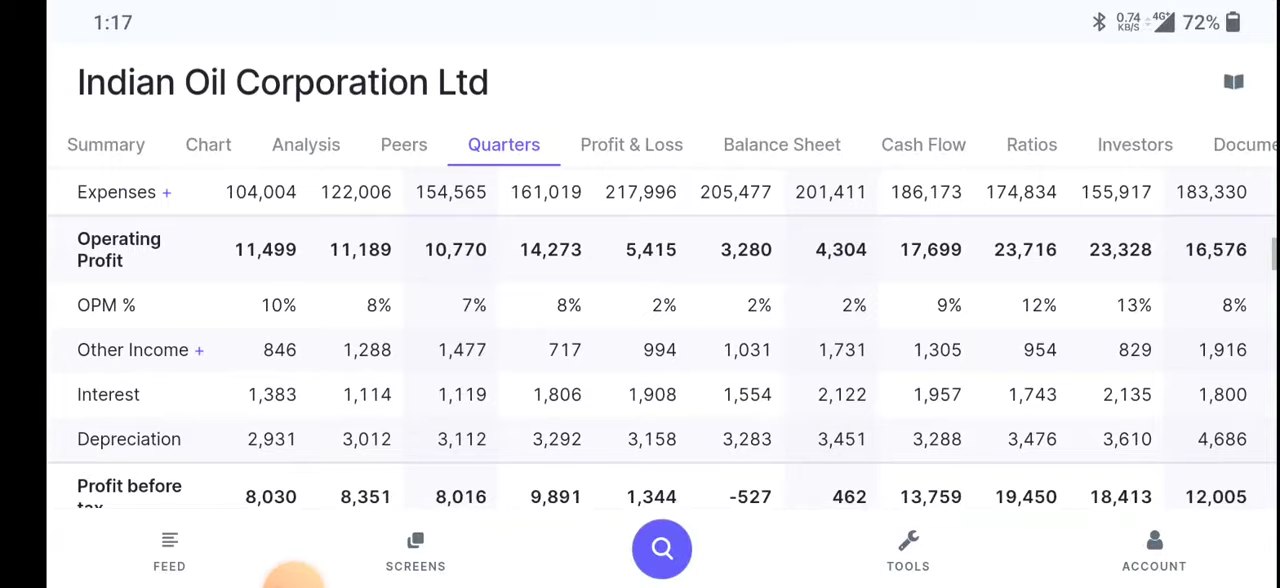 1:17 0.74 KB/S 4G+ 72%
Indian Oil Corporation Ltd
Summary Chart Analysis Peers Quarters Profit & Loss Balance Sheet Cash Flow Ratios Investors Docume
Expenses + 104,004 122,006 154,565 161,019 217,996 205,477 201,411 186,173 174,834 155,917 183,330
Operating Profit 11,499 11,189 10,770 14,273 5,415 3,280 4,304 17,699 23,716 23,328 16,576
OPM % 10% 8% 7% 8% 2% 2% 2% 9% 12% 13% 8%
Other Income + 846 1,288 1,477 717 994 1,031 1,731 1,305 954 829 1,916
Interest 1,383 1,114 1,119 1,806 1,908 1,554 2,122 1,957 1,743 2,135 1,800
Depreciation 2,931 3,012 3,112 3,292 3,158 3,283 3,451 3,288 3,476 3,610 4,686
Profit before tax 8,030 8,351 8,016 9,891 1,344 -527 462 13,759 19,450 18,413 12,005
FEED SCREENS TOOLS ACCOUNT